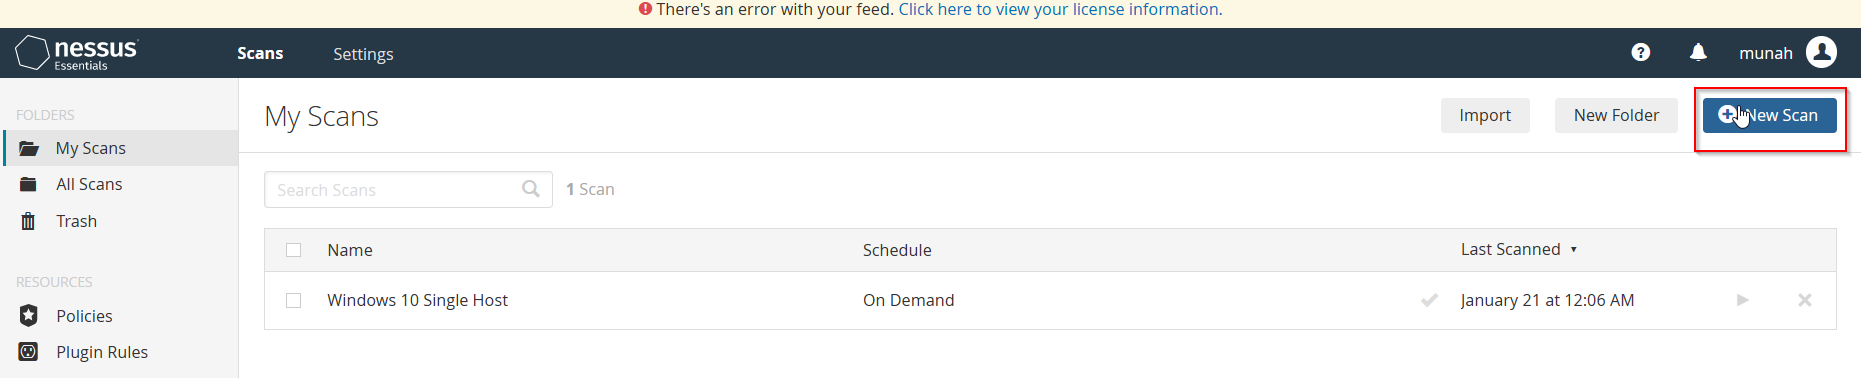 There's an error with your feed. Click here to view your license information.
nessus
Essentials
Scans
Settings
munah
FOLDERS
My Scans
All Scans
Trash
RESOURCES
Policies
Plugin Rules
My Scans
Import
New Folder
New Scan
Search Scans
1 Scan
Name Schedule Last Scanned
Windows 10 Single Host On Demand January 21 at 12:06 AM